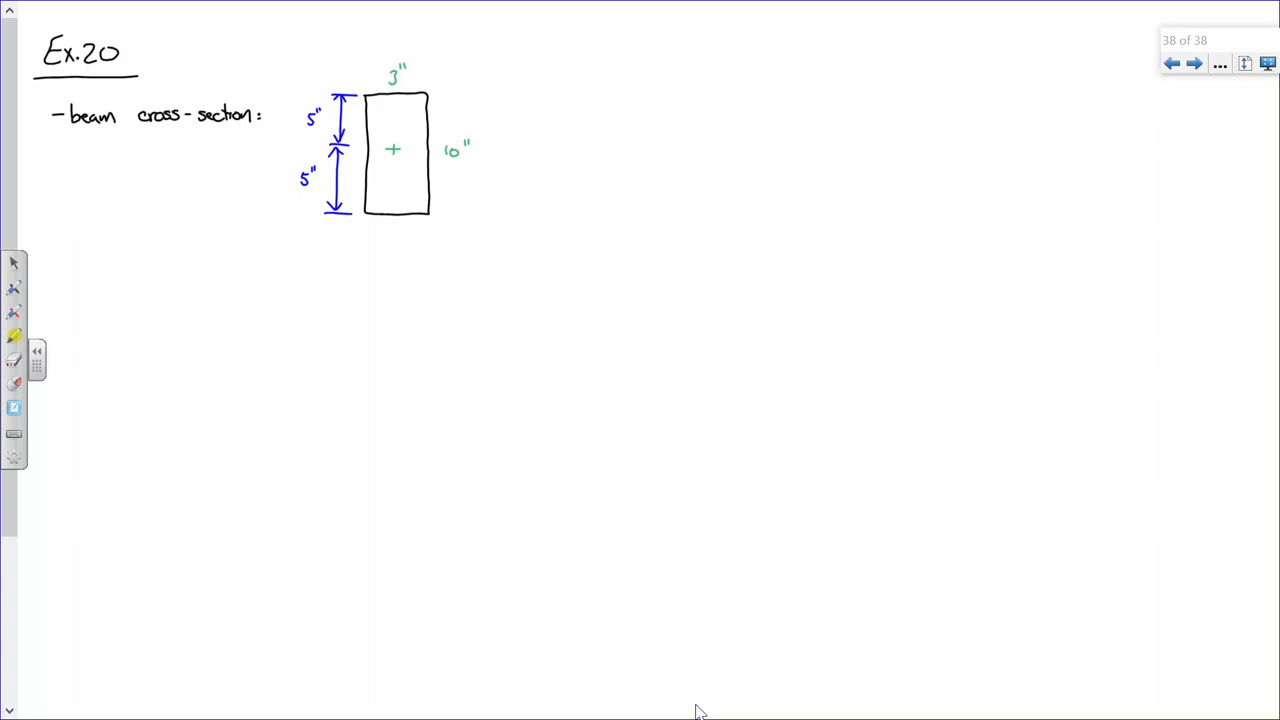 38 of 38
Ex.20
3"
- beam cross-section:
5"
10"
5"